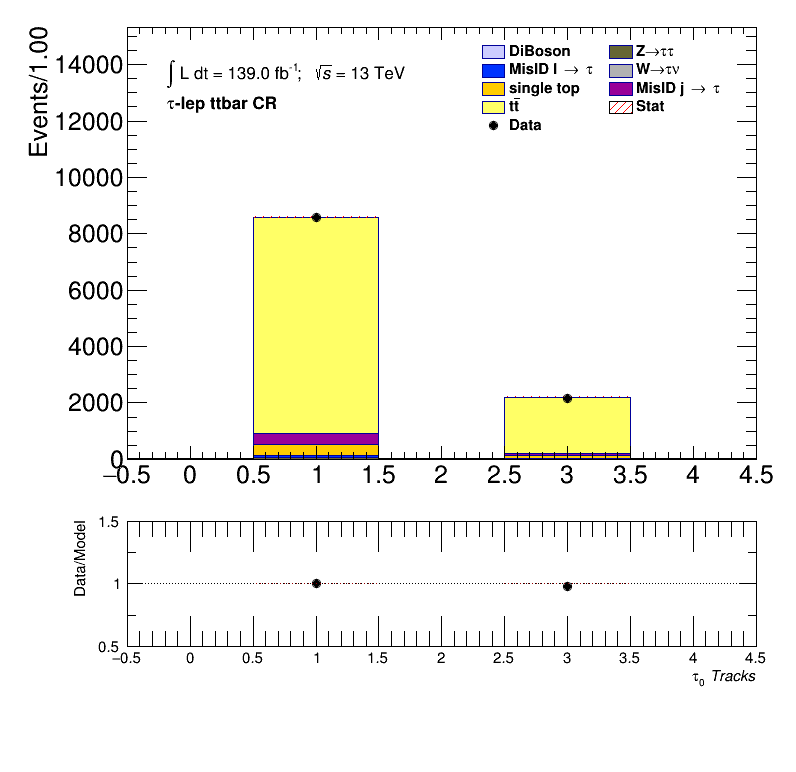 Events/1.00
14000
12000
10000
8000
6000
4000
2000
0
∫ L dt = 139.0 fb⁻¹; √s = 13 TeV
τ-lep ttbar CR
DiBoson
MisID l → τ
single top
tt̄
Data
Z→ττ
W→τν
MisID j → τ
Stat
−0.5 0 0.5 1 1.5 2 2.5 3 3.5 4 4.5
Data/Model
1.5
1
0.5
−0.5 0 0.5 1 1.5 2 2.5 3 3.5 4 4.5
τ₀ Tracks